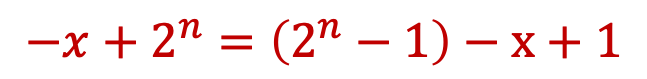 −x + 2ⁿ = (2ⁿ − 1) − x + 1